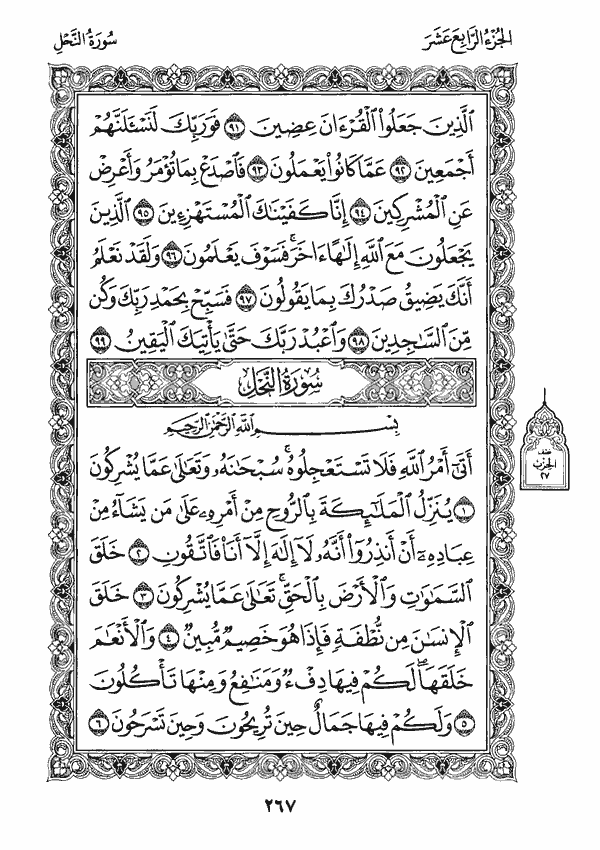 الجُزْءُ الرَّابِعَ عَشَرَ
سُورَةُ النَّحْلِ
ٱلَّذِينَ جَعَلُوا۟ ٱلْقُرْءَانَ عِضِينَ ٩١ فَوَرَبِّكَ لَنَسْـَٔلَنَّهُمْ
أَجْمَعِينَ ٩٢ عَمَّا كَانُوا۟ يَعْمَلُونَ ٩٣ فَٱصْدَعْ بِمَا تُؤْمَرُ وَأَعْرِضْ
عَنِ ٱلْمُشْرِكِينَ ٩٤ إِنَّا كَفَيْنَـٰكَ ٱلْمُسْتَهْزِءِينَ ٩٥ ٱلَّذِينَ
يَجْعَلُونَ مَعَ ٱللَّهِ إِلَـٰهًا ءَاخَرَ ۚ فَسَوْفَ يَعْلَمُونَ ٩٦ وَلَقَدْ نَعْلَمُ
أَنَّكَ يَضِيقُ صَدْرُكَ بِمَا يَقُولُونَ ٩٧ فَسَبِّحْ بِحَمْدِ رَبِّكَ وَكُن
مِّنَ ٱلسَّـٰجِدِينَ ٩٨ وَٱعْبُدْ رَبَّكَ حَتَّىٰ يَأْتِيَكَ ٱلْيَقِينُ ٩٩
سُورَةُ النَّحْلِ
بِسْمِ ٱللَّهِ ٱلرَّحْمَـٰنِ ٱلرَّحِيمِ
أَتَىٰٓ أَمْرُ ٱللَّهِ فَلَا تَسْتَعْجِلُوهُ ۚ سُبْحَـٰنَهُۥ وَتَعَـٰلَىٰ عَمَّا يُشْرِكُونَ
١ يُنَزِّلُ ٱلْمَلَـٰٓئِكَةَ بِٱلرُّوحِ مِنْ أَمْرِهِۦ عَلَىٰ مَن يَشَآءُ مِنْ
عِبَادِهِۦٓ أَنْ أَنذِرُوٓا۟ أَنَّهُۥ لَآ إِلَـٰهَ إِلَّآ أَنَا۠ فَٱتَّقُونِ ٢ خَلَقَ
ٱلسَّمَـٰوَٰتِ وَٱلْأَرْضَ بِٱلْحَقِّ ۚ تَعَـٰلَىٰ عَمَّا يُشْرِكُونَ ٣ خَلَقَ
ٱلْإِنسَـٰنَ مِن نُّطْفَةٍ فَإِذَا هُوَ خَصِيمٌ مُّبِينٌ ٤ وَٱلْأَنْعَـٰمَ
خَلَقَهَا ۗ لَكُمْ فِيهَا دِفْءٌ وَمَنَـٰفِعُ وَمِنْهَا تَأْكُلُونَ
٥ وَلَكُمْ فِيهَا جَمَالٌ حِينَ تُرِيحُونَ وَحِينَ تَسْرَحُونَ ٦
نصف
الحزب
٢٧
٢٦٧